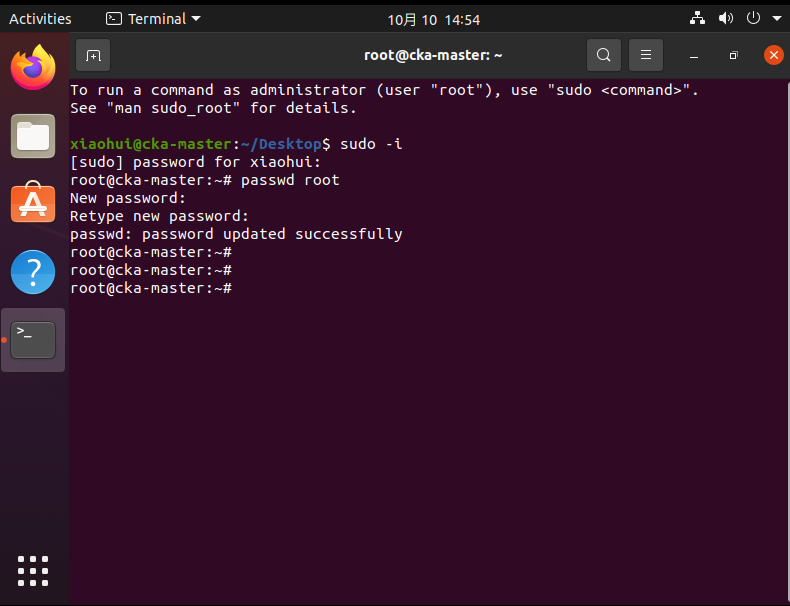 Activities
Terminal
10月 10 14:54
root@cka-master: ~
To run a command as administrator (user "root"), use "sudo <command>".
See "man sudo_root" for details.
xiaohui@cka-master:~/Desktop$ sudo -i
[sudo] password for xiaohui:
root@cka-master:~# passwd root
New password:
Retype new password:
passwd: password updated successfully
root@cka-master:~#
root@cka-master:~#
root@cka-master:~#